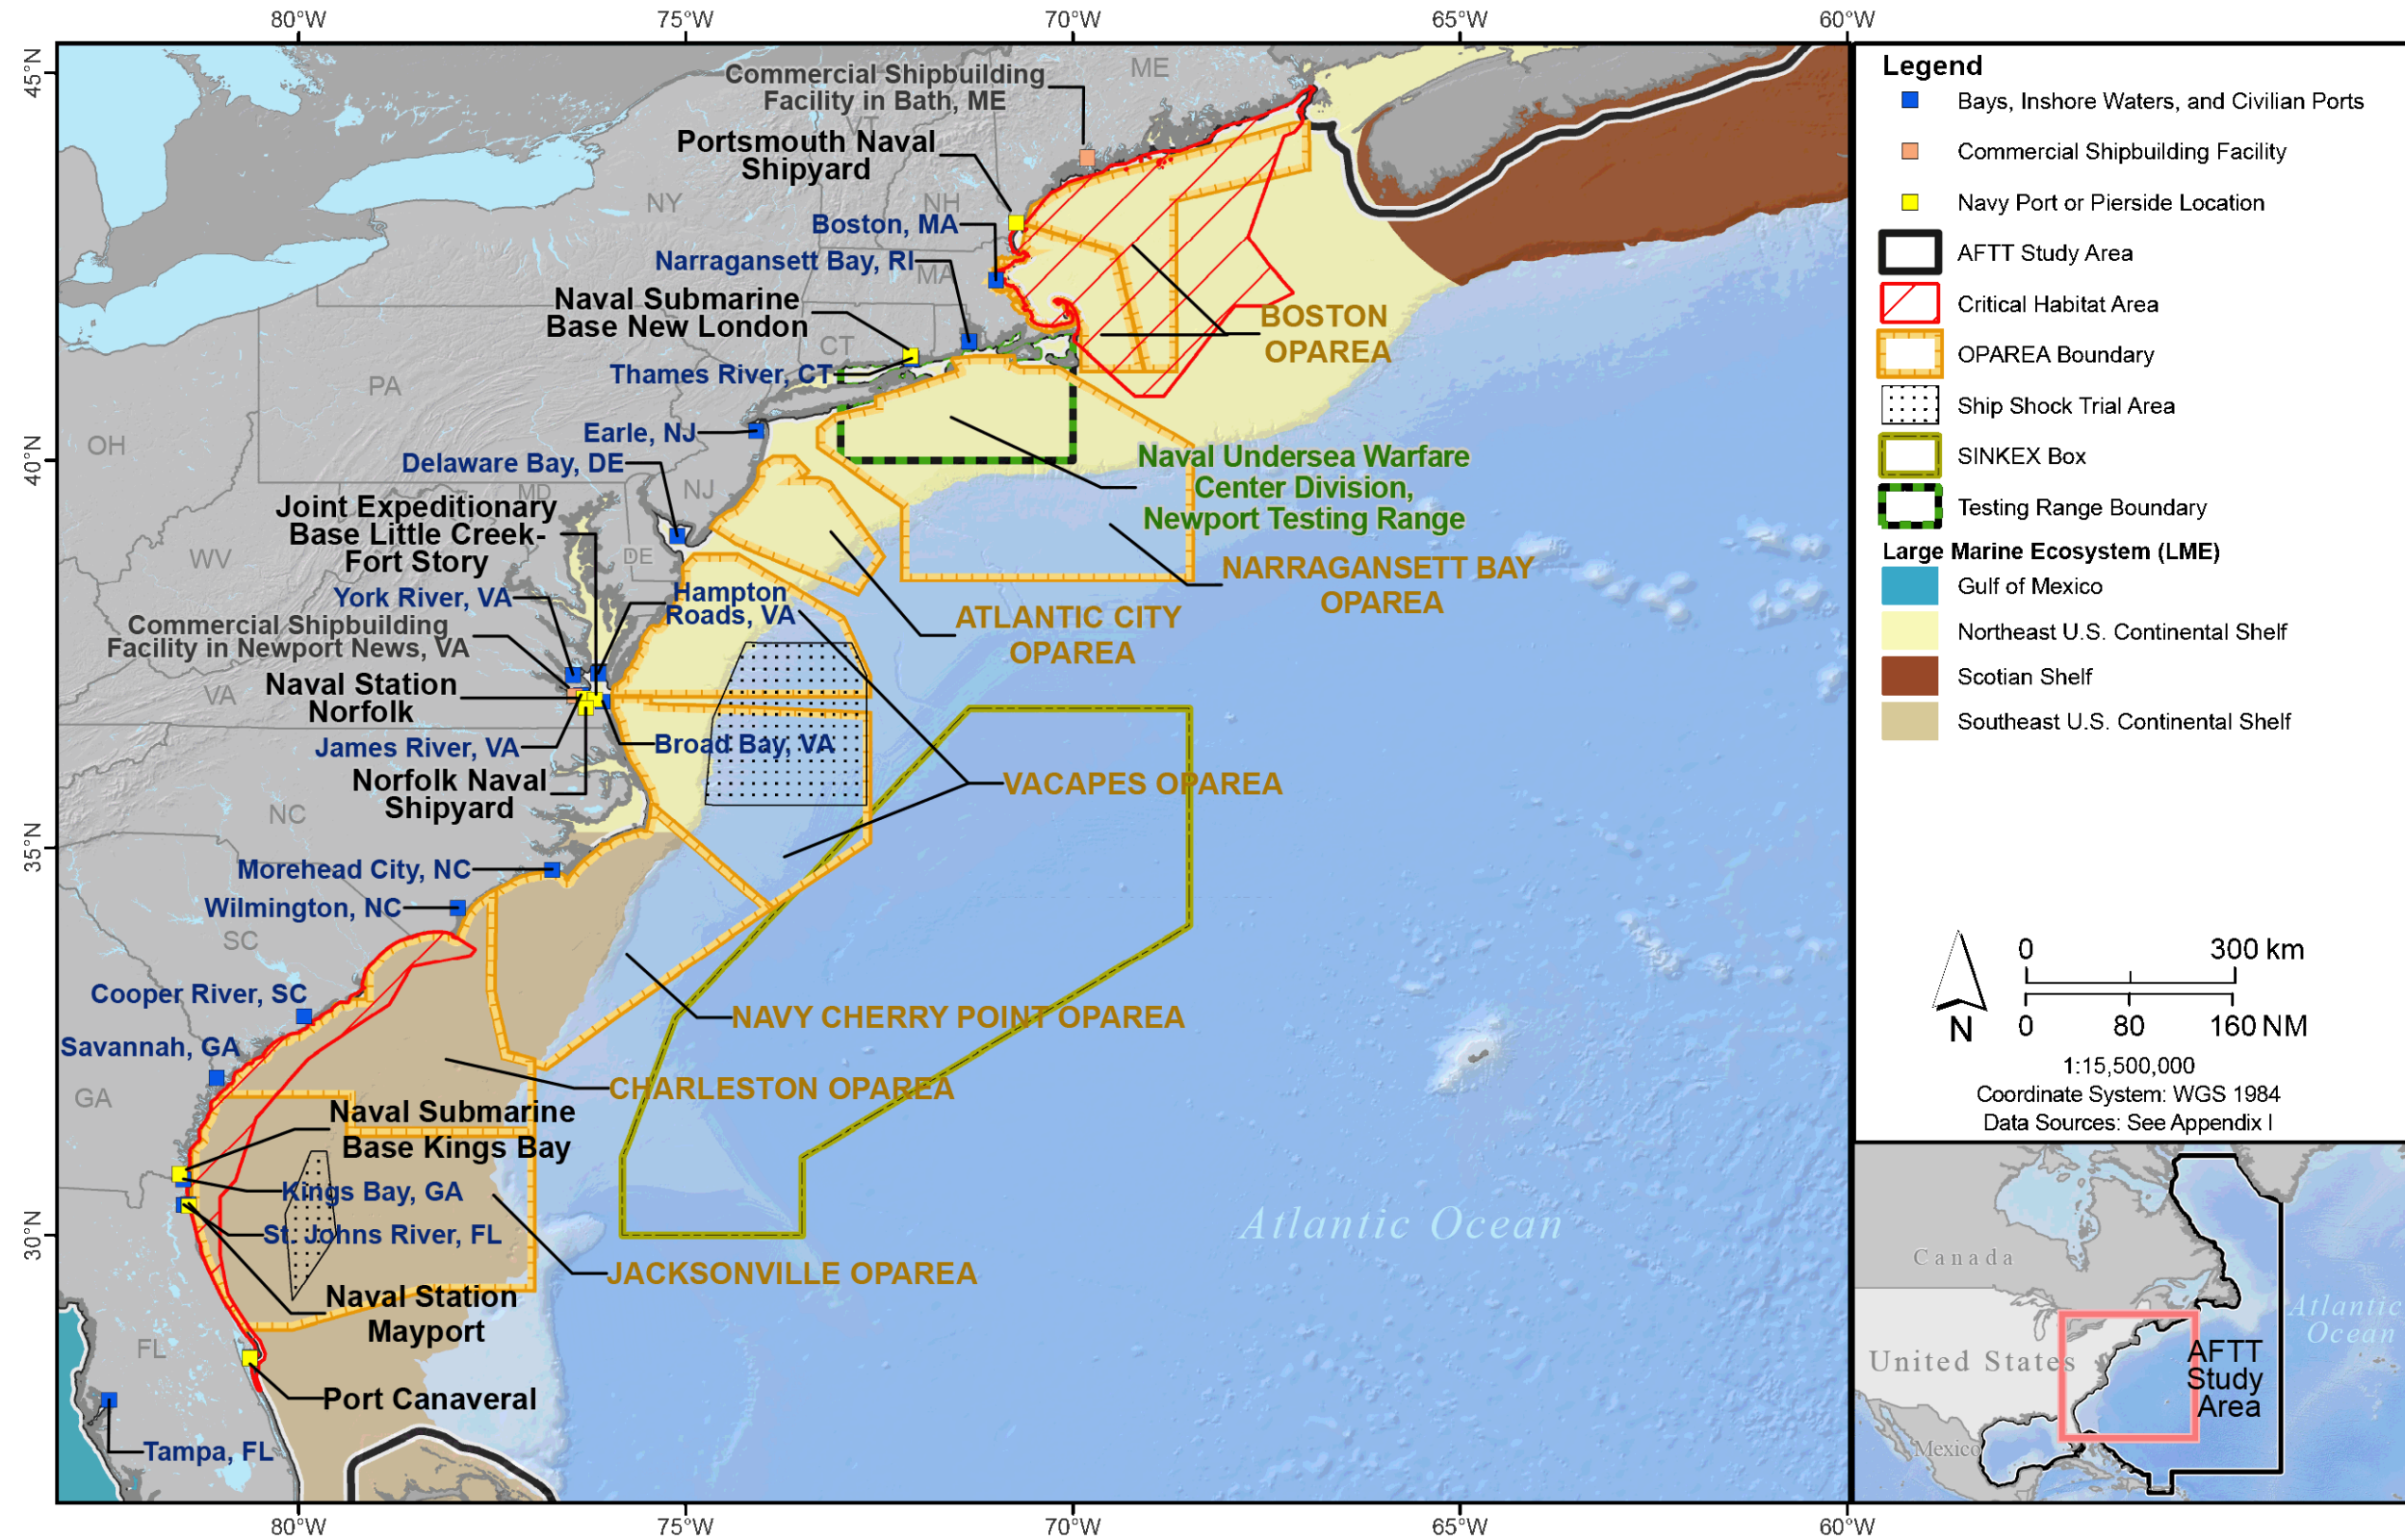 80°W
75°W
70°W
65°W
60°W
45°N
40°N
35°N
30°N
80°W
75°W
70°W
65°W
60°W
Commercial Shipbuilding
Facility in Bath, ME
ME
VT
Portsmouth Naval
Shipyard
NY
NH
Boston, MA
Narragansett Bay, RI
MA
Naval Submarine
Base New London
BOSTON
OPAREA
CT
Thames River, CT
PA
OH
Earle, NJ
Delaware Bay, DE
Naval Undersea Warfare
Center Division,
Newport Testing Range
MD
NJ
Joint Expeditionary
Base Little Creek-
Fort Story
WV
DE
NARRAGANSETT BAY
OPAREA
York River, VA
Hampton
Roads, VA
ATLANTIC CITY
OPAREA
Commercial Shipbuilding
Facility in Newport News, VA
VA
Naval Station
Norfolk
James River, VA
Broad Bay, VA
Norfolk Naval
Shipyard
VACAPES OPAREA
NC
Morehead City, NC
Wilmington, NC
SC
Cooper River, SC
NAVY CHERRY POINT OPAREA
Savannah, GA
GA
CHARLESTON OPAREA
Naval Submarine
Base Kings Bay
Kings Bay, GA
St. Johns River, FL
Atlantic Ocean
JACKSONVILLE OPAREA
Naval Station
Mayport
FL
Port Canaveral
Tampa, FL
Legend
Bays, Inshore Waters, and Civilian Ports
Commercial Shipbuilding Facility
Navy Port or Pierside Location
AFTT Study Area
Critical Habitat Area
OPAREA Boundary
Ship Shock Trial Area
SINKEX Box
Testing Range Boundary
Large Marine Ecosystem (LME)
Gulf of Mexico
Northeast U.S. Continental Shelf
Scotian Shelf
Southeast U.S. Continental Shelf
0 300 km
N
0 80 160 NM
1:15,500,000
Coordinate System: WGS 1984
Data Sources: See Appendix I
Canada
Atlantic
Ocean
United States
AFTT
Study
Area
Mexico